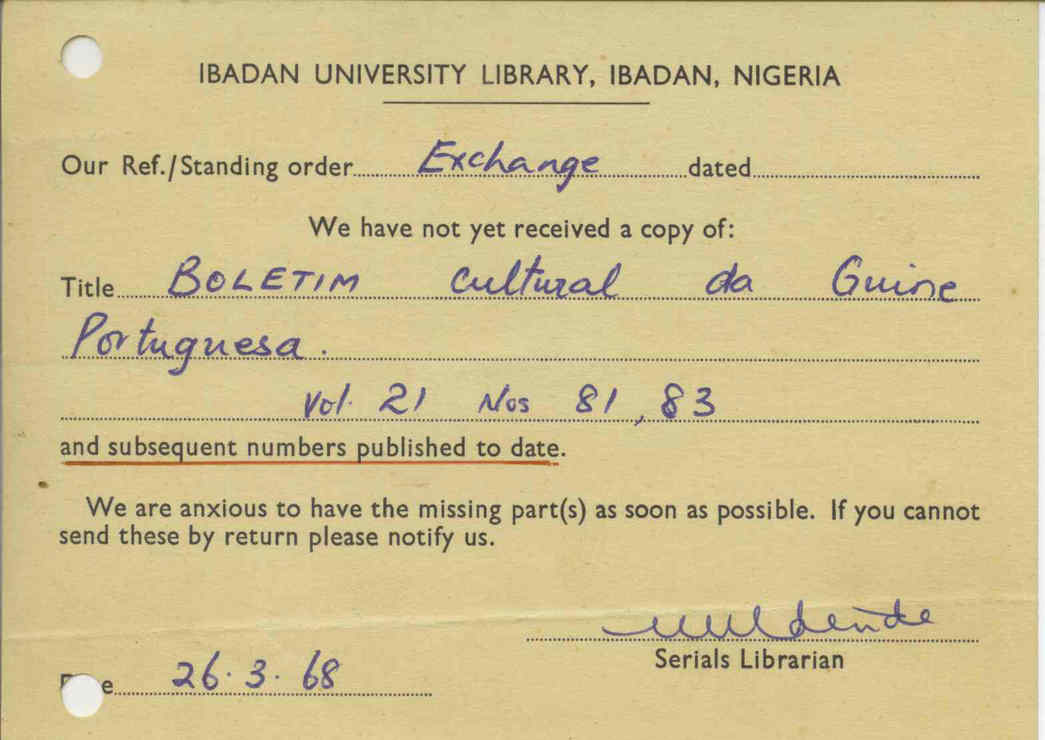 IBADAN UNIVERSITY LIBRARY, IBADAN, NIGERIA
Our Ref./Standing order Exchange dated
We have not yet received a copy of:
Title BOLETIM Cultural da Guine
Portuguesa.
Vol. 21 Nos 81, 83
and subsequent numbers published to date.
We are anxious to have the missing part(s) as soon as possible. If you cannot
send these by return please notify us.
Serials Librarian
26.3.68